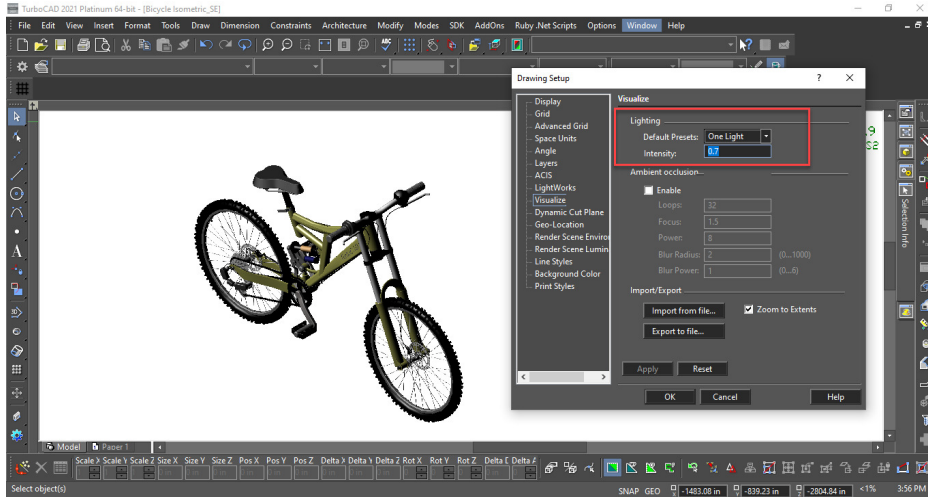 TurboCAD 2021 Platinum 64-bit - [Bicycle Isometric_SE]
File Edit View Insert Format Tools Draw Dimension Constraints Architecture Modify Modes SDK AddOns Ruby .Net Scripts Options Window Help
Drawing Setup ? X
Display
Grid
Advanced Grid
Space Units
Angle
Layers
ACIS
LightWorks
Visualize
Dynamic Cut Plane
Geo-Location
Render Scene Enviro
Render Scene Lumin
Line Styles
Background Color
Print Styles
Visualize
Lighting
Default Presets: One Light
Intensity: 0.7
Ambient occlusion
Enable
Loops: 32
Focus: 1.5
Power: 8
Blur Radius: 2 (0...1000)
Blur Power: 1 (0...6)
Import/Export
Import from file... Zoom to Extents
Export to file...
Apply Reset
OK Cancel Help
Selection Info
Model Paper 1
Scale X Scale Y Scale Z Size X Size Y Size Z Pos X Pos Y Pos Z Delta X Delta Y Delta Z Rot X Rot Y Rot Z
Select object(s) SNAP GEO -1483.08 in -839.23 in -2804.84 in <1% 3:56 PM